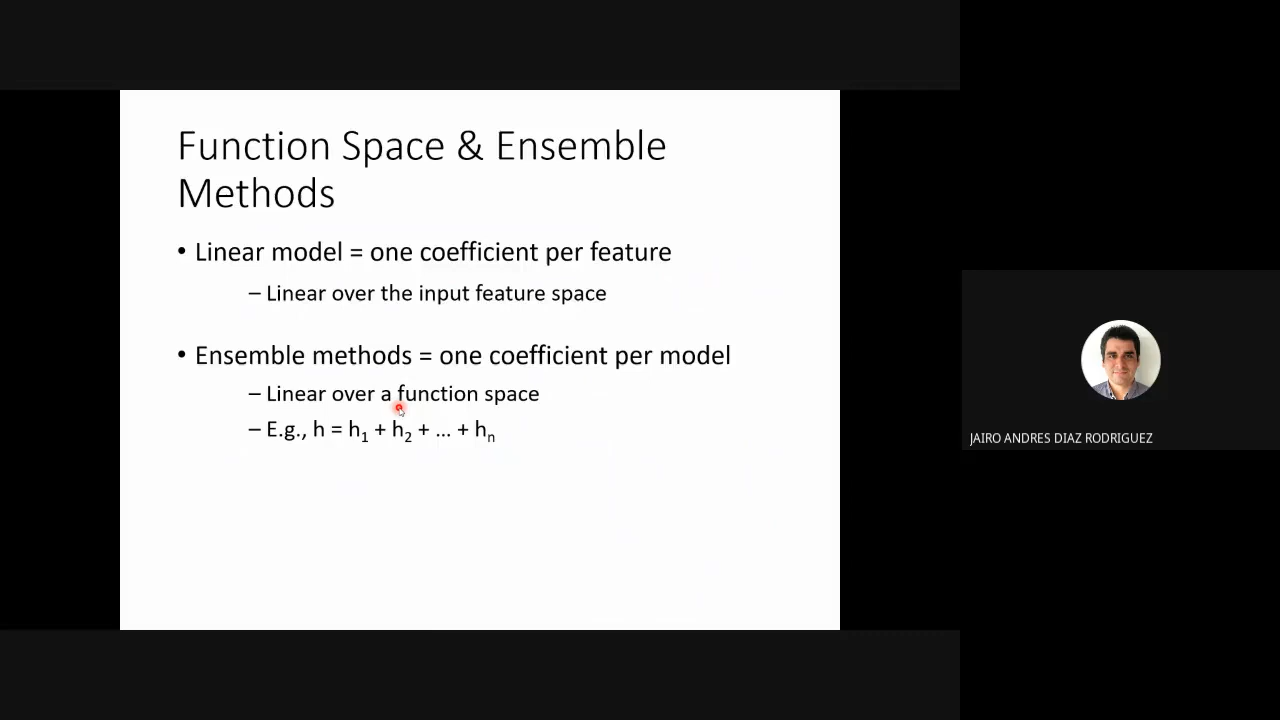 Function Space & Ensemble
Methods
• Linear model = one coefficient per feature
– Linear over the input feature space
• Ensemble methods = one coefficient per model
– Linear over a function space
– E.g., h = h₁ + h₂ + … + hₙ
JAIRO ANDRES DIAZ RODRIGUEZ